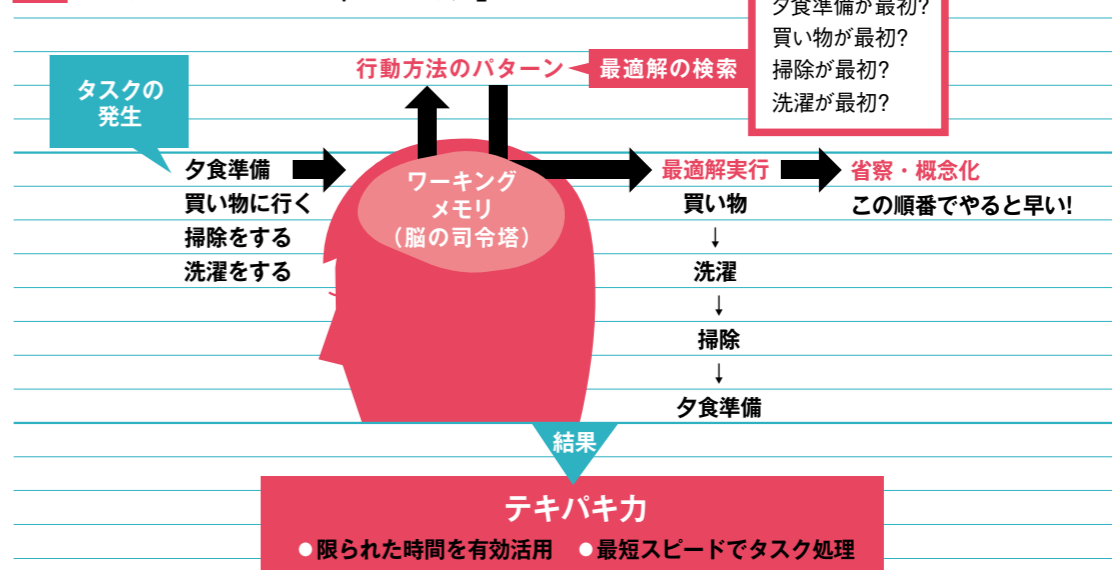 夕食準備が最初?
買い物が最初?
掃除が最初?
洗濯が最初?
行動方法のパターン
最適解の検索
タスクの
発生
夕食準備
買い物に行く
掃除をする
洗濯をする
ワーキング
メモリ
(脳の司令塔)
最適解実行
買い物
↓
洗濯
↓
掃除
↓
夕食準備
省察・概念化
この順番でやると早い!
結果
テキパキ力
●限られた時間を有効活用 ●最短スピードでタスク処理